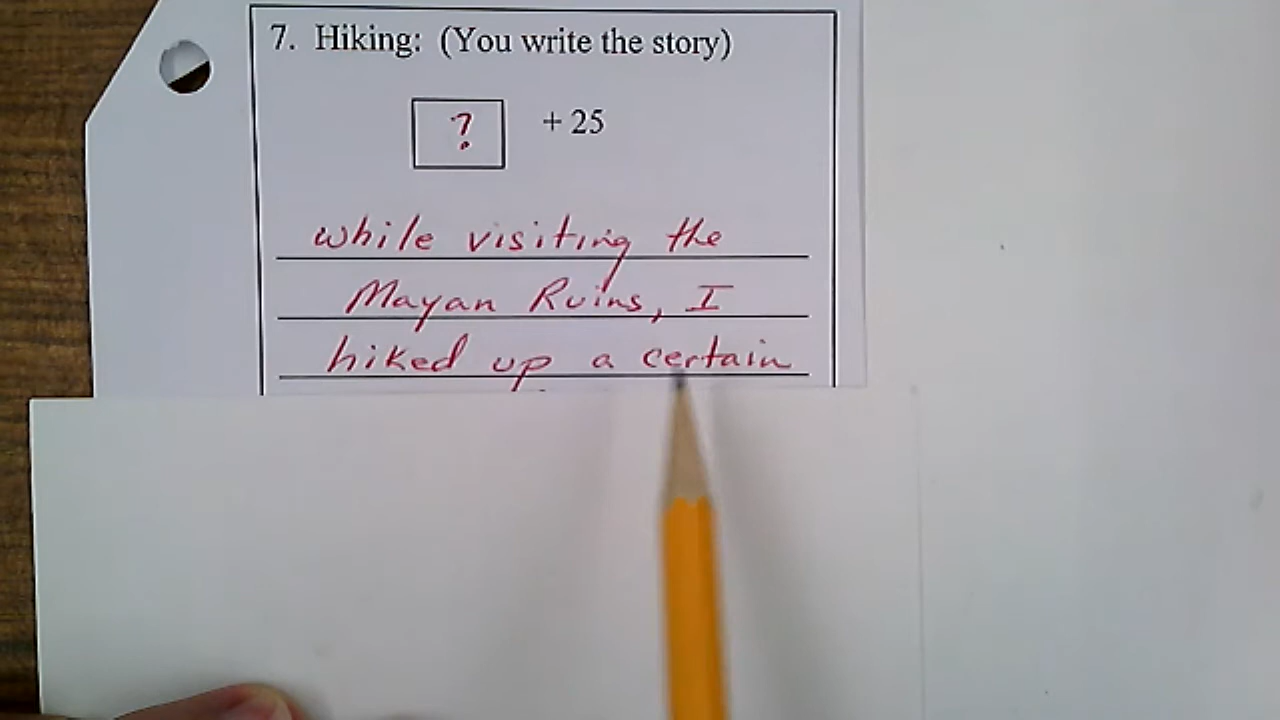 7. Hiking: (You write the story)
? + 25
while visiting the
Mayan Ruins, I
hiked up a certain